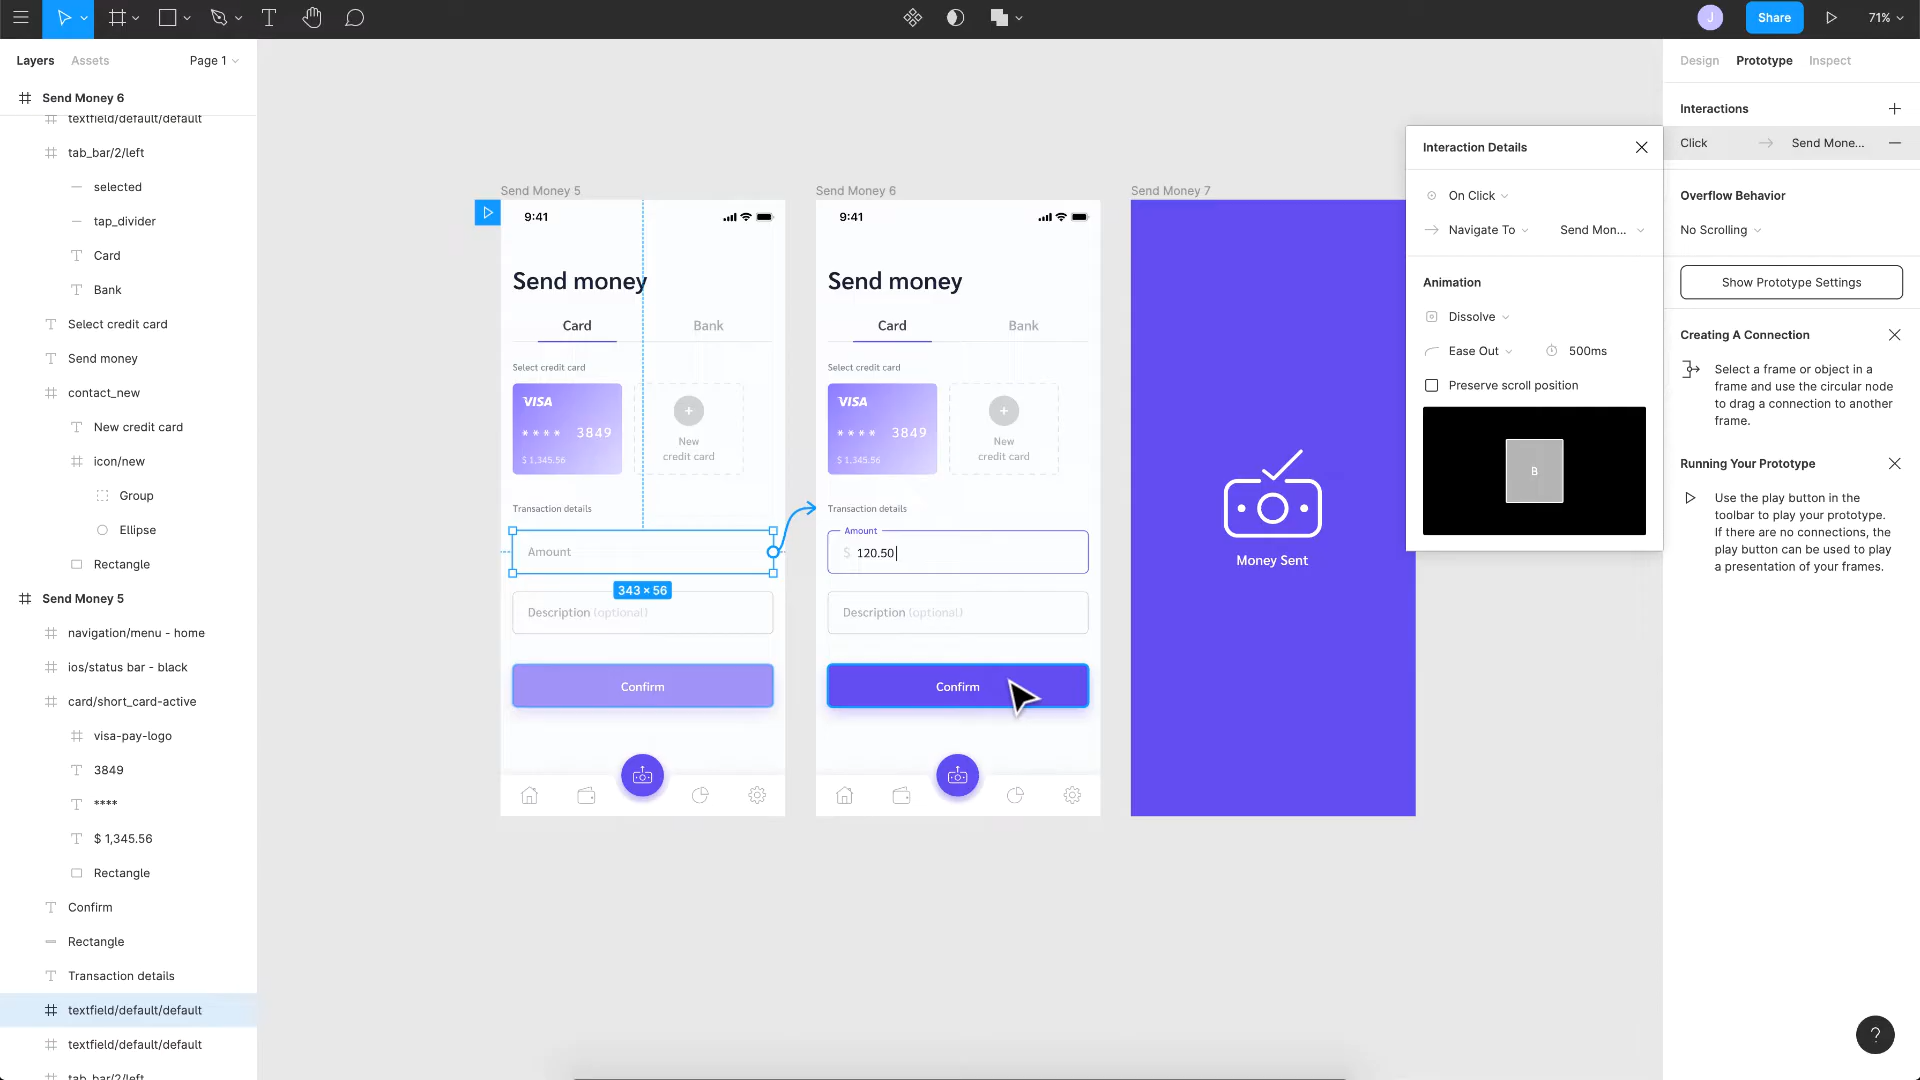 J
Share
71%
Layers
Assets
Page 1
Send Money 6
textfield/default/default
tab_bar/2/left
selected
tap_divider
Card
Bank
Select credit card
Send money
contact_new
New credit card
icon/new
Group
Ellipse
Rectangle
Send Money 5
navigation/menu - home
ios/status bar - black
card/short_card-active
visa-pay-logo
3849
****
$ 1,345.56
Rectangle
Confirm
Rectangle
Transaction details
textfield/default/default
textfield/default/default
tab_bar/2/left
Send Money 5
9:41
Send money
Card
Bank
Select credit card
VISA
**** 3849
$ 1,345.56
+
New
credit card
Transaction details
Amount
343 × 56
Description (optional)
Confirm
Send Money 6
9:41
Send money
Card
Bank
Select credit card
VISA
**** 3849
$ 1,345.56
+
New
credit card
Transaction details
Amount
$ 120.50
Description (optional)
Confirm
Send Money 7
Money Sent
Interaction Details
On Click
Navigate To
Send Mon...
Animation
Dissolve
Ease Out
500ms
Preserve scroll position
B
Design
Prototype
Inspect
Interactions
Click
Send Mone...
Overflow Behavior
No Scrolling
Show Prototype Settings
Creating A Connection
Select a frame or object in a
frame and use the circular node
to drag a connection to another
frame.
Running Your Prototype
Use the play button in the
toolbar to play your prototype.
If there are no connections, the
play button can be used to play
a presentation of your frames.
?